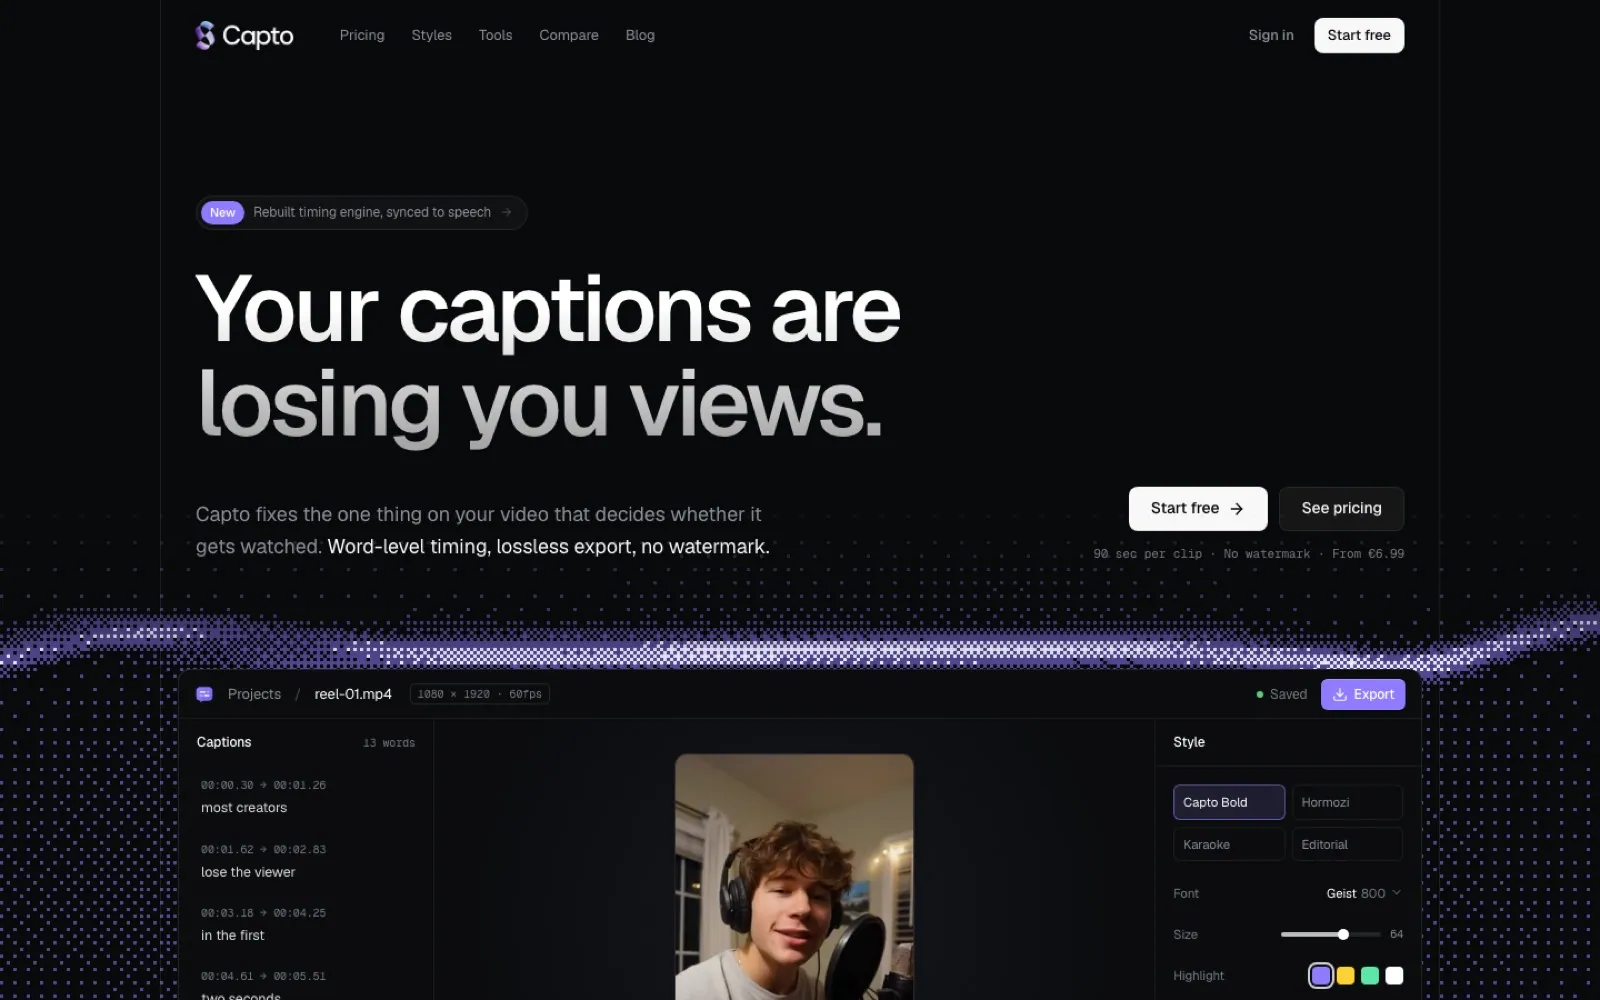 Capto
Pricing
Styles
Tools
Compare
Blog
Sign in
Start free
New
Rebuilt timing engine, synced to speech →
Your captions are
losing you views.
Capto fixes the one thing on your video that decides whether it
gets watched. Word-level timing, lossless export, no watermark.
Start free →
See pricing
90 sec per clip · No watermark · From €6.99
Projects / reel-01.mp4
1080 × 1920 · 60fps
Saved
Export
Captions
13 words
00:00.30 → 00:01.26
most creators
00:01.62 → 00:02.83
lose the viewer
00:03.18 → 00:04.25
in the first
00:04.61 → 00:05.51
two seconds
Style
Capto Bold
Hormozi
Karaoke
Editorial
Font
Geist 800
Size
64
Highlight